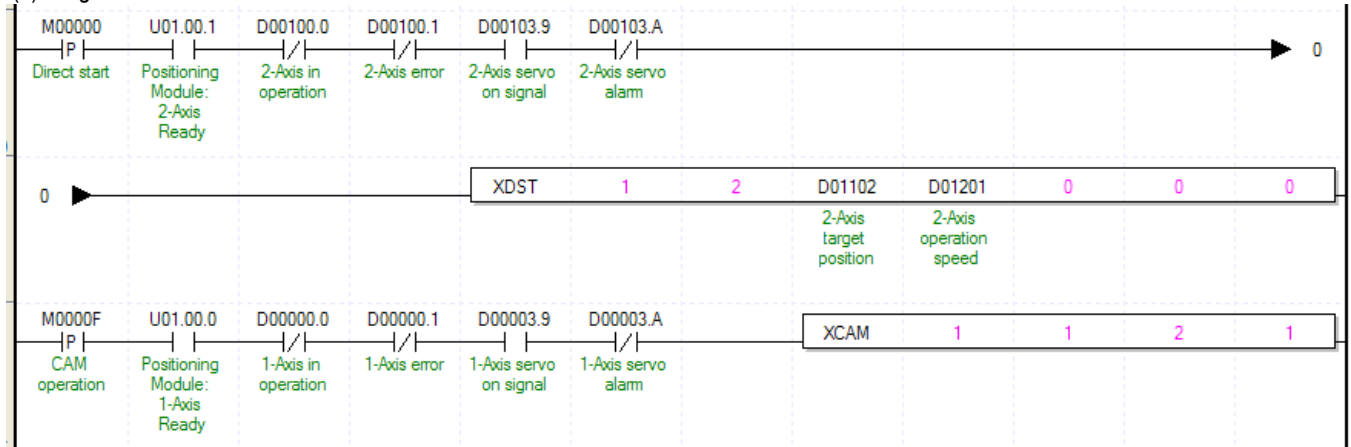 M00000 U01.00.1 D00100.0 D00100.1 D00103.9 D00103.A
P 0
Direct start Positioning 2-Axis in 2-Axis error 2-Axis servo 2-Axis servo
Module: operation on signal alarm
2-Axis
Ready
0 XDST 1 2 D01102 D01201 0 0 0
2-Axis 2-Axis
target operation
position speed
M0000F U01.00.0 D00000.0 D00000.1 D00003.9 D00003.A
P XCAM 1 1 2 1
CAM Positioning 1-Axis in 1-Axis error 1-Axis servo 1-Axis servo
operation Module: operation on signal alarm
1-Axis
Ready